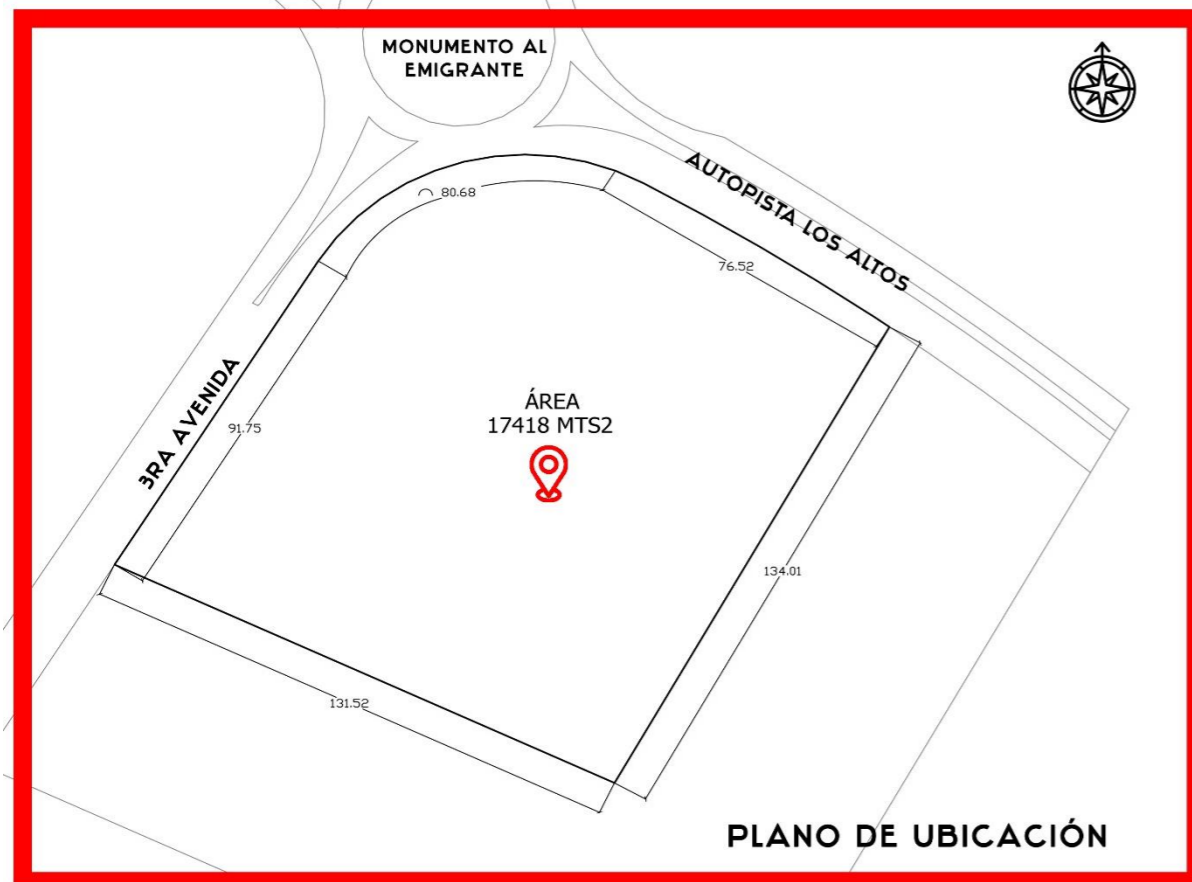 MONUMENTO AL
EMIGRANTE
AUTOPISTA LOS ALTOS
80.68
76.52
3RA AVENIDA
91.75
ÁREA
17418 MTS2
134.01
131.52
PLANO DE UBICACIÓN